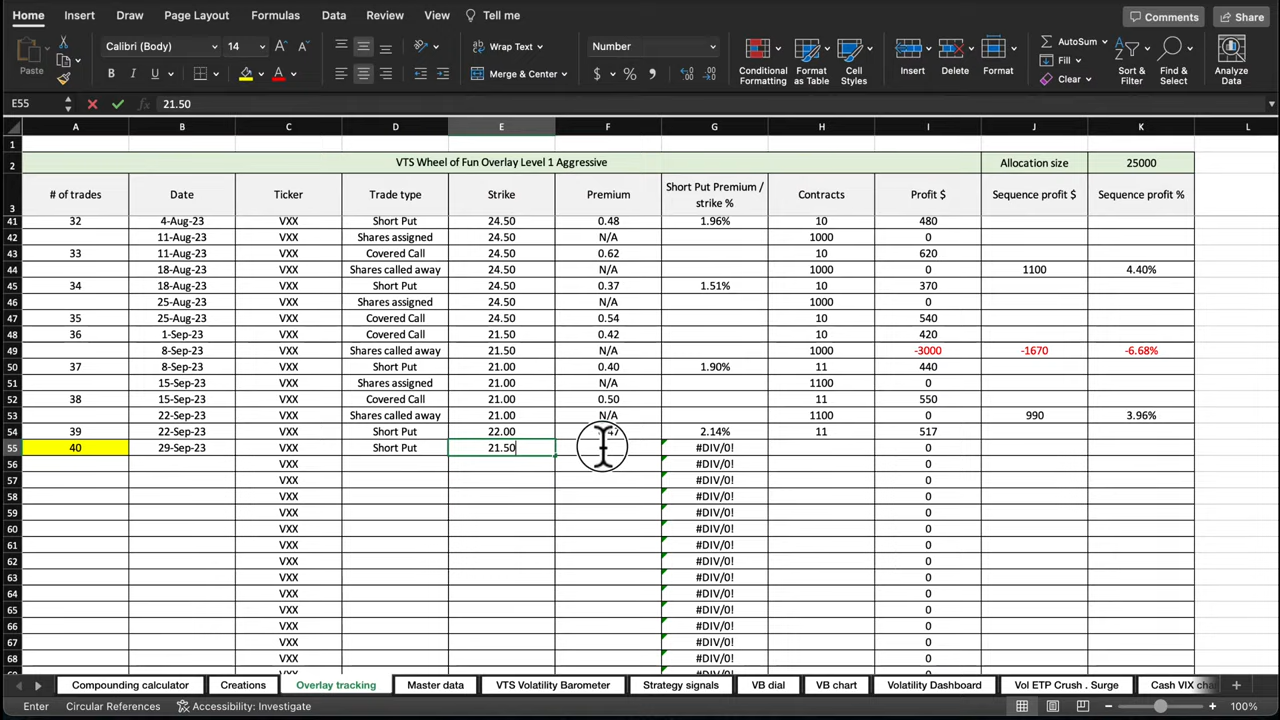 Home Insert Draw Page Layout Formulas Data Review View Tell me Comments Share
Paste Calibri (Body) 14 A A Wrap Text Number Conditional Formatting Format as Table Cell Styles Insert Delete Format AutoSum Fill Clear Sort & Filter Find & Select Analyze Data
B I U A Merge & Center $ %
E55 fx 21.50
A B C D E F G H I J K L
1
2 VTS Wheel of Fun Overlay Level 1 Aggressive Allocation size 25000
3 # of trades Date Ticker Trade type Strike Premium Short Put Premium / strike % Contracts Profit $ Sequence profit $ Sequence profit %
41 32 4-Aug-23 VXX Short Put 24.50 0.48 1.96% 10 480
42 11-Aug-23 VXX Shares assigned 24.50 N/A 1000 0
43 33 11-Aug-23 VXX Covered Call 24.50 0.62 10 620
44 18-Aug-23 VXX Shares called away 24.50 N/A 1000 0 1100 4.40%
45 34 18-Aug-23 VXX Short Put 24.50 0.37 1.51% 10 370
46 25-Aug-23 VXX Shares assigned 24.50 N/A 1000 0
47 35 25-Aug-23 VXX Covered Call 24.50 0.54 10 540
48 36 1-Sep-23 VXX Covered Call 21.50 0.42 10 420
49 8-Sep-23 VXX Shares called away 21.50 N/A 1000 -3000 -1670 -6.68%
50 37 8-Sep-23 VXX Short Put 21.00 0.40 1.90% 11 440
51 15-Sep-23 VXX Shares assigned 21.00 N/A 1100 0
52 38 15-Sep-23 VXX Covered Call 21.00 0.50 11 550
53 22-Sep-23 VXX Shares called away 21.00 N/A 1100 0 990 3.96%
54 39 22-Sep-23 VXX Short Put 22.00 2.14% 11 517
55 40 29-Sep-23 VXX Short Put 21.50 #DIV/0! 0
56 VXX #DIV/0! 0
57 VXX #DIV/0! 0
58 VXX #DIV/0! 0
59 VXX #DIV/0! 0
60 VXX #DIV/0! 0
61 VXX #DIV/0! 0
62 VXX #DIV/0! 0
63 VXX #DIV/0! 0
64 VXX #DIV/0! 0
65 VXX #DIV/0! 0
66 VXX #DIV/0! 0
67 VXX #DIV/0! 0
68 VXX #DIV/0! 0
Compounding calculator Creations Overlay tracking Master data VTS Volatility Barometer Strategy signals VB dial VB chart Volatility Dashboard Vol ETP Crush . Surge Cash VIX
Enter Circular References Accessibility: Investigate 100%